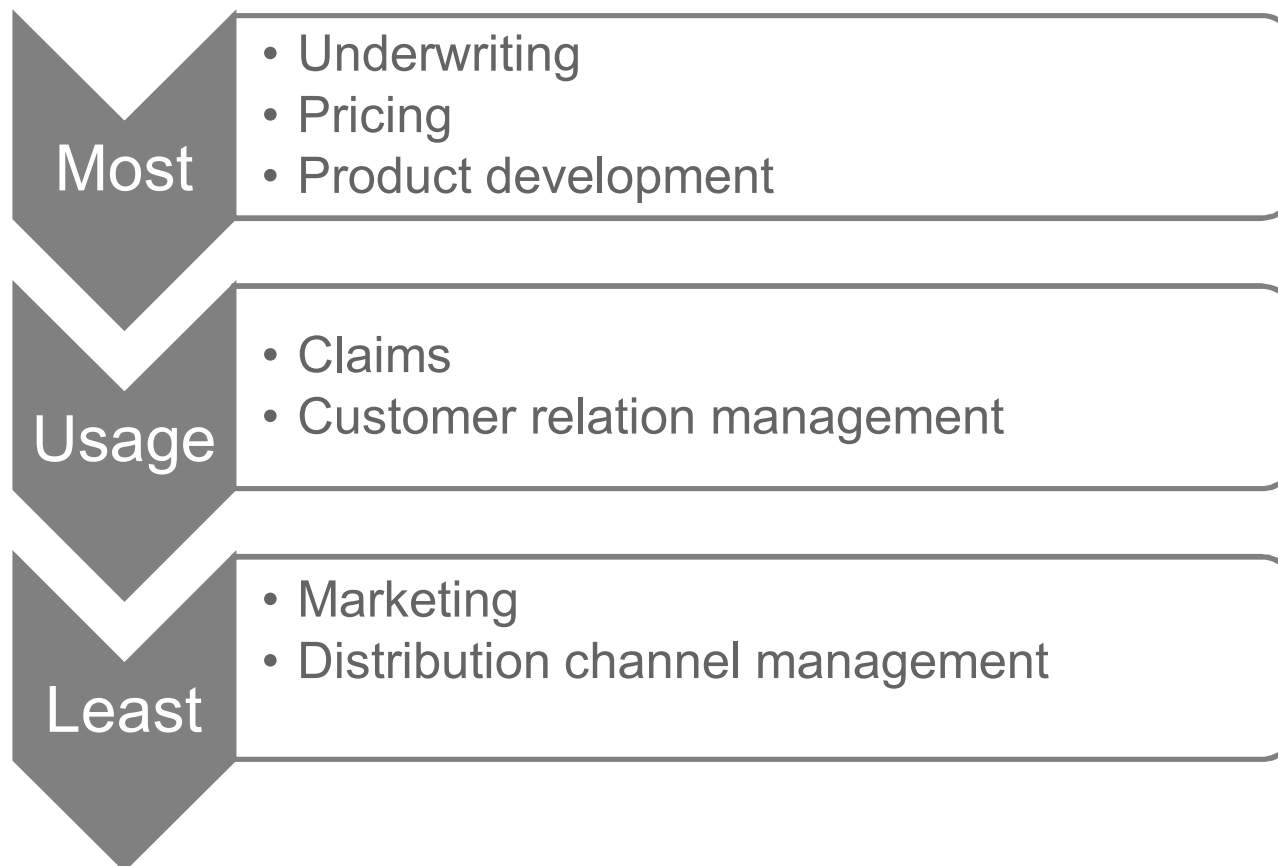 Most
• Underwriting
• Pricing
• Product development
Usage
• Claims
• Customer relation management
Least
• Marketing
• Distribution channel management